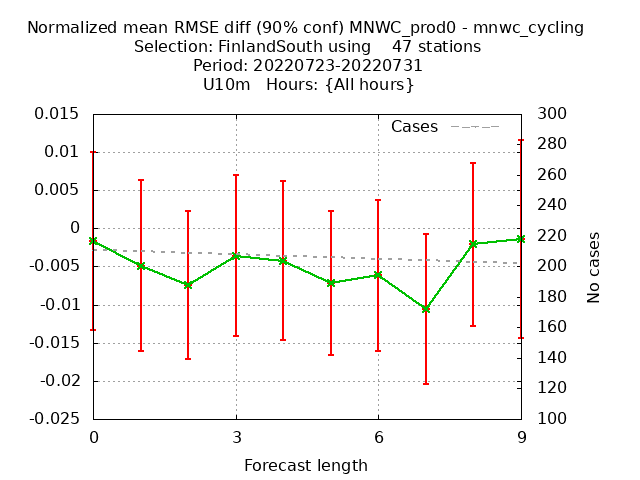 Normalized mean RMSE diff (90% conf) MNWC_prod0 - mnwc_cycling
Selection: FinlandSouth using    47 stations
Period: 20220723-20220731
U10m   Hours: {All hours}
Cases
0.015
0.01
0.005
0
-0.005
-0.01
-0.015
-0.02
-0.025
300
280
260
240
220
200
180
160
140
120
100
No cases
0 3 6 9
Forecast length